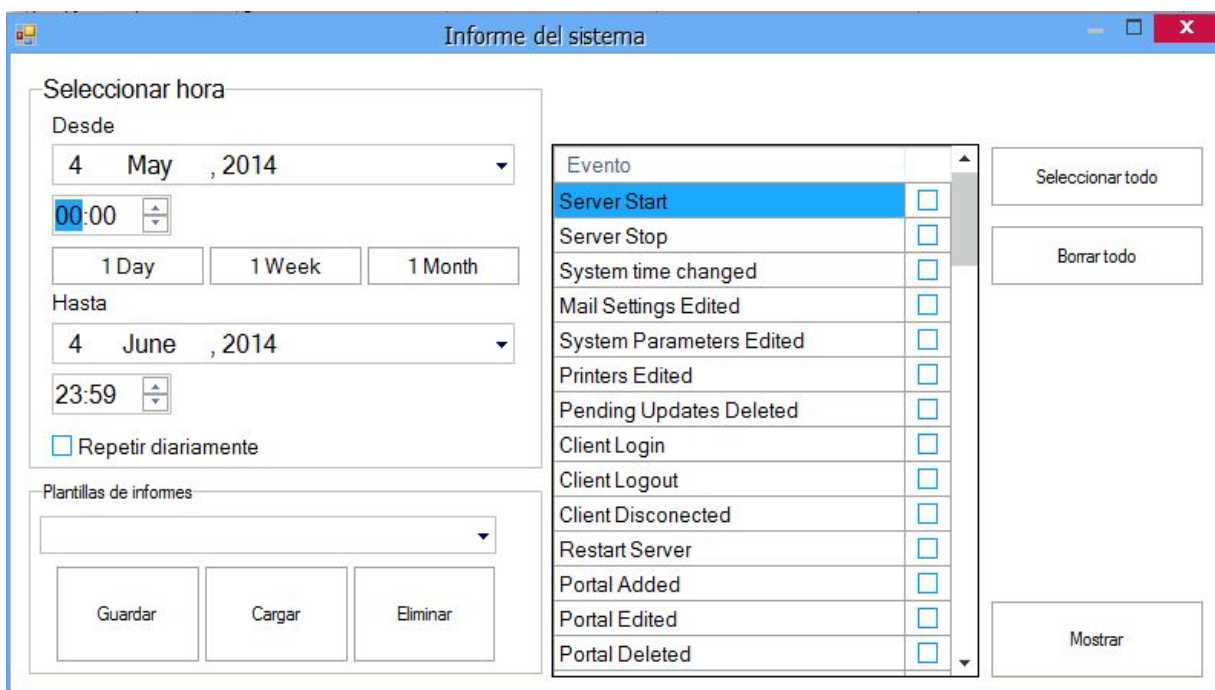 Informe del sistema
Seleccionar hora
Desde
4 May , 2014
00:00
1 Day 1 Week 1 Month
Hasta
4 June , 2014
23:59
Repetir diariamente
Plantillas de informes
Guardar Cargar Eliminar
Evento
Server Start
Server Stop
System time changed
Mail Settings Edited
System Parameters Edited
Printers Edited
Pending Updates Deleted
Client Login
Client Logout
Client Disconected
Restart Server
Portal Added
Portal Edited
Portal Deleted
Seleccionar todo
Borrar todo
Mostrar